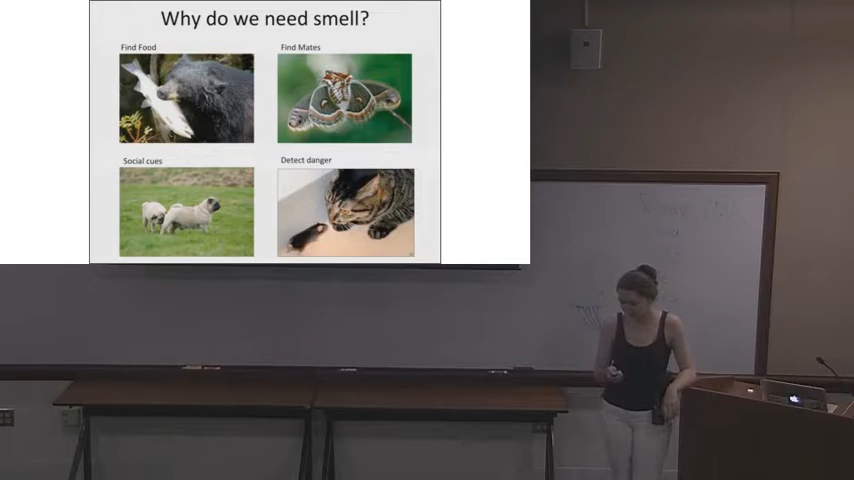 Why do we need smell?
Find Food
Find Mates
Social cues
Detect danger